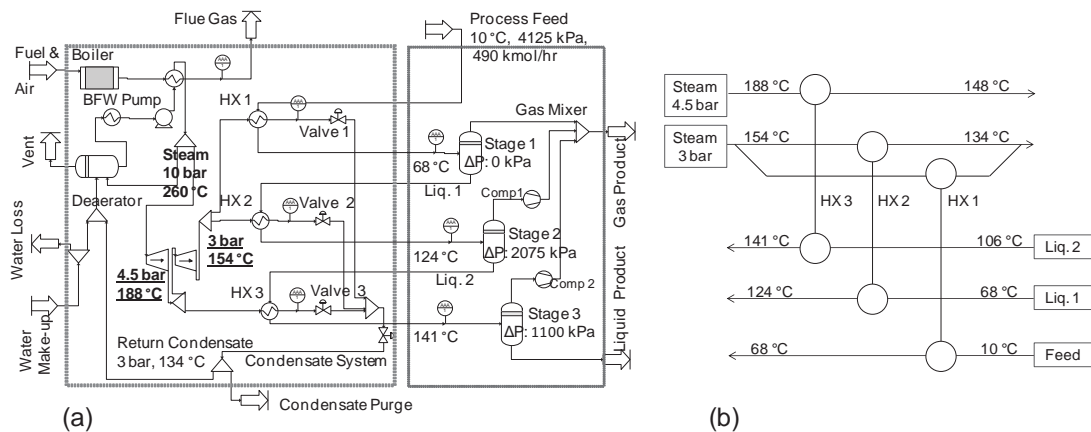 Flue Gas
Process Feed
10 °C, 4125 kPa,
490 kmol/hr
Fuel &
Air
Boiler
BFW Pump
HX 1
Valve 1
Gas Mixer
Vent
Steam
10 bar
260 °C
68 °C
Stage 1
ΔP: 0 kPa
Liq. 1
Gas Product
Deaerator
HX2
Valve 2
Comp1
Water Loss
3 bar
154 °C
124 °C
Stage 2
ΔP: 2075 kPa
Liq. 2
4.5 bar
188 °C
HX 3
Valve 3
Comp 2
Stage 3
ΔP: 1100 kPa
141 °C
Liquid Product
Water
Make-up
Return Condensate
3 bar, 134 °C
Condensate System
Condensate Purge
(a)
Steam
4.5 bar
188 °C
148 °C
Steam
3 bar
154 °C
134 °C
HX 3
HX 2
HX 1
141 °C
106 °C
Liq. 2
124 °C
68 °C
Liq. 1
68 °C
10 °C
Feed
(b)